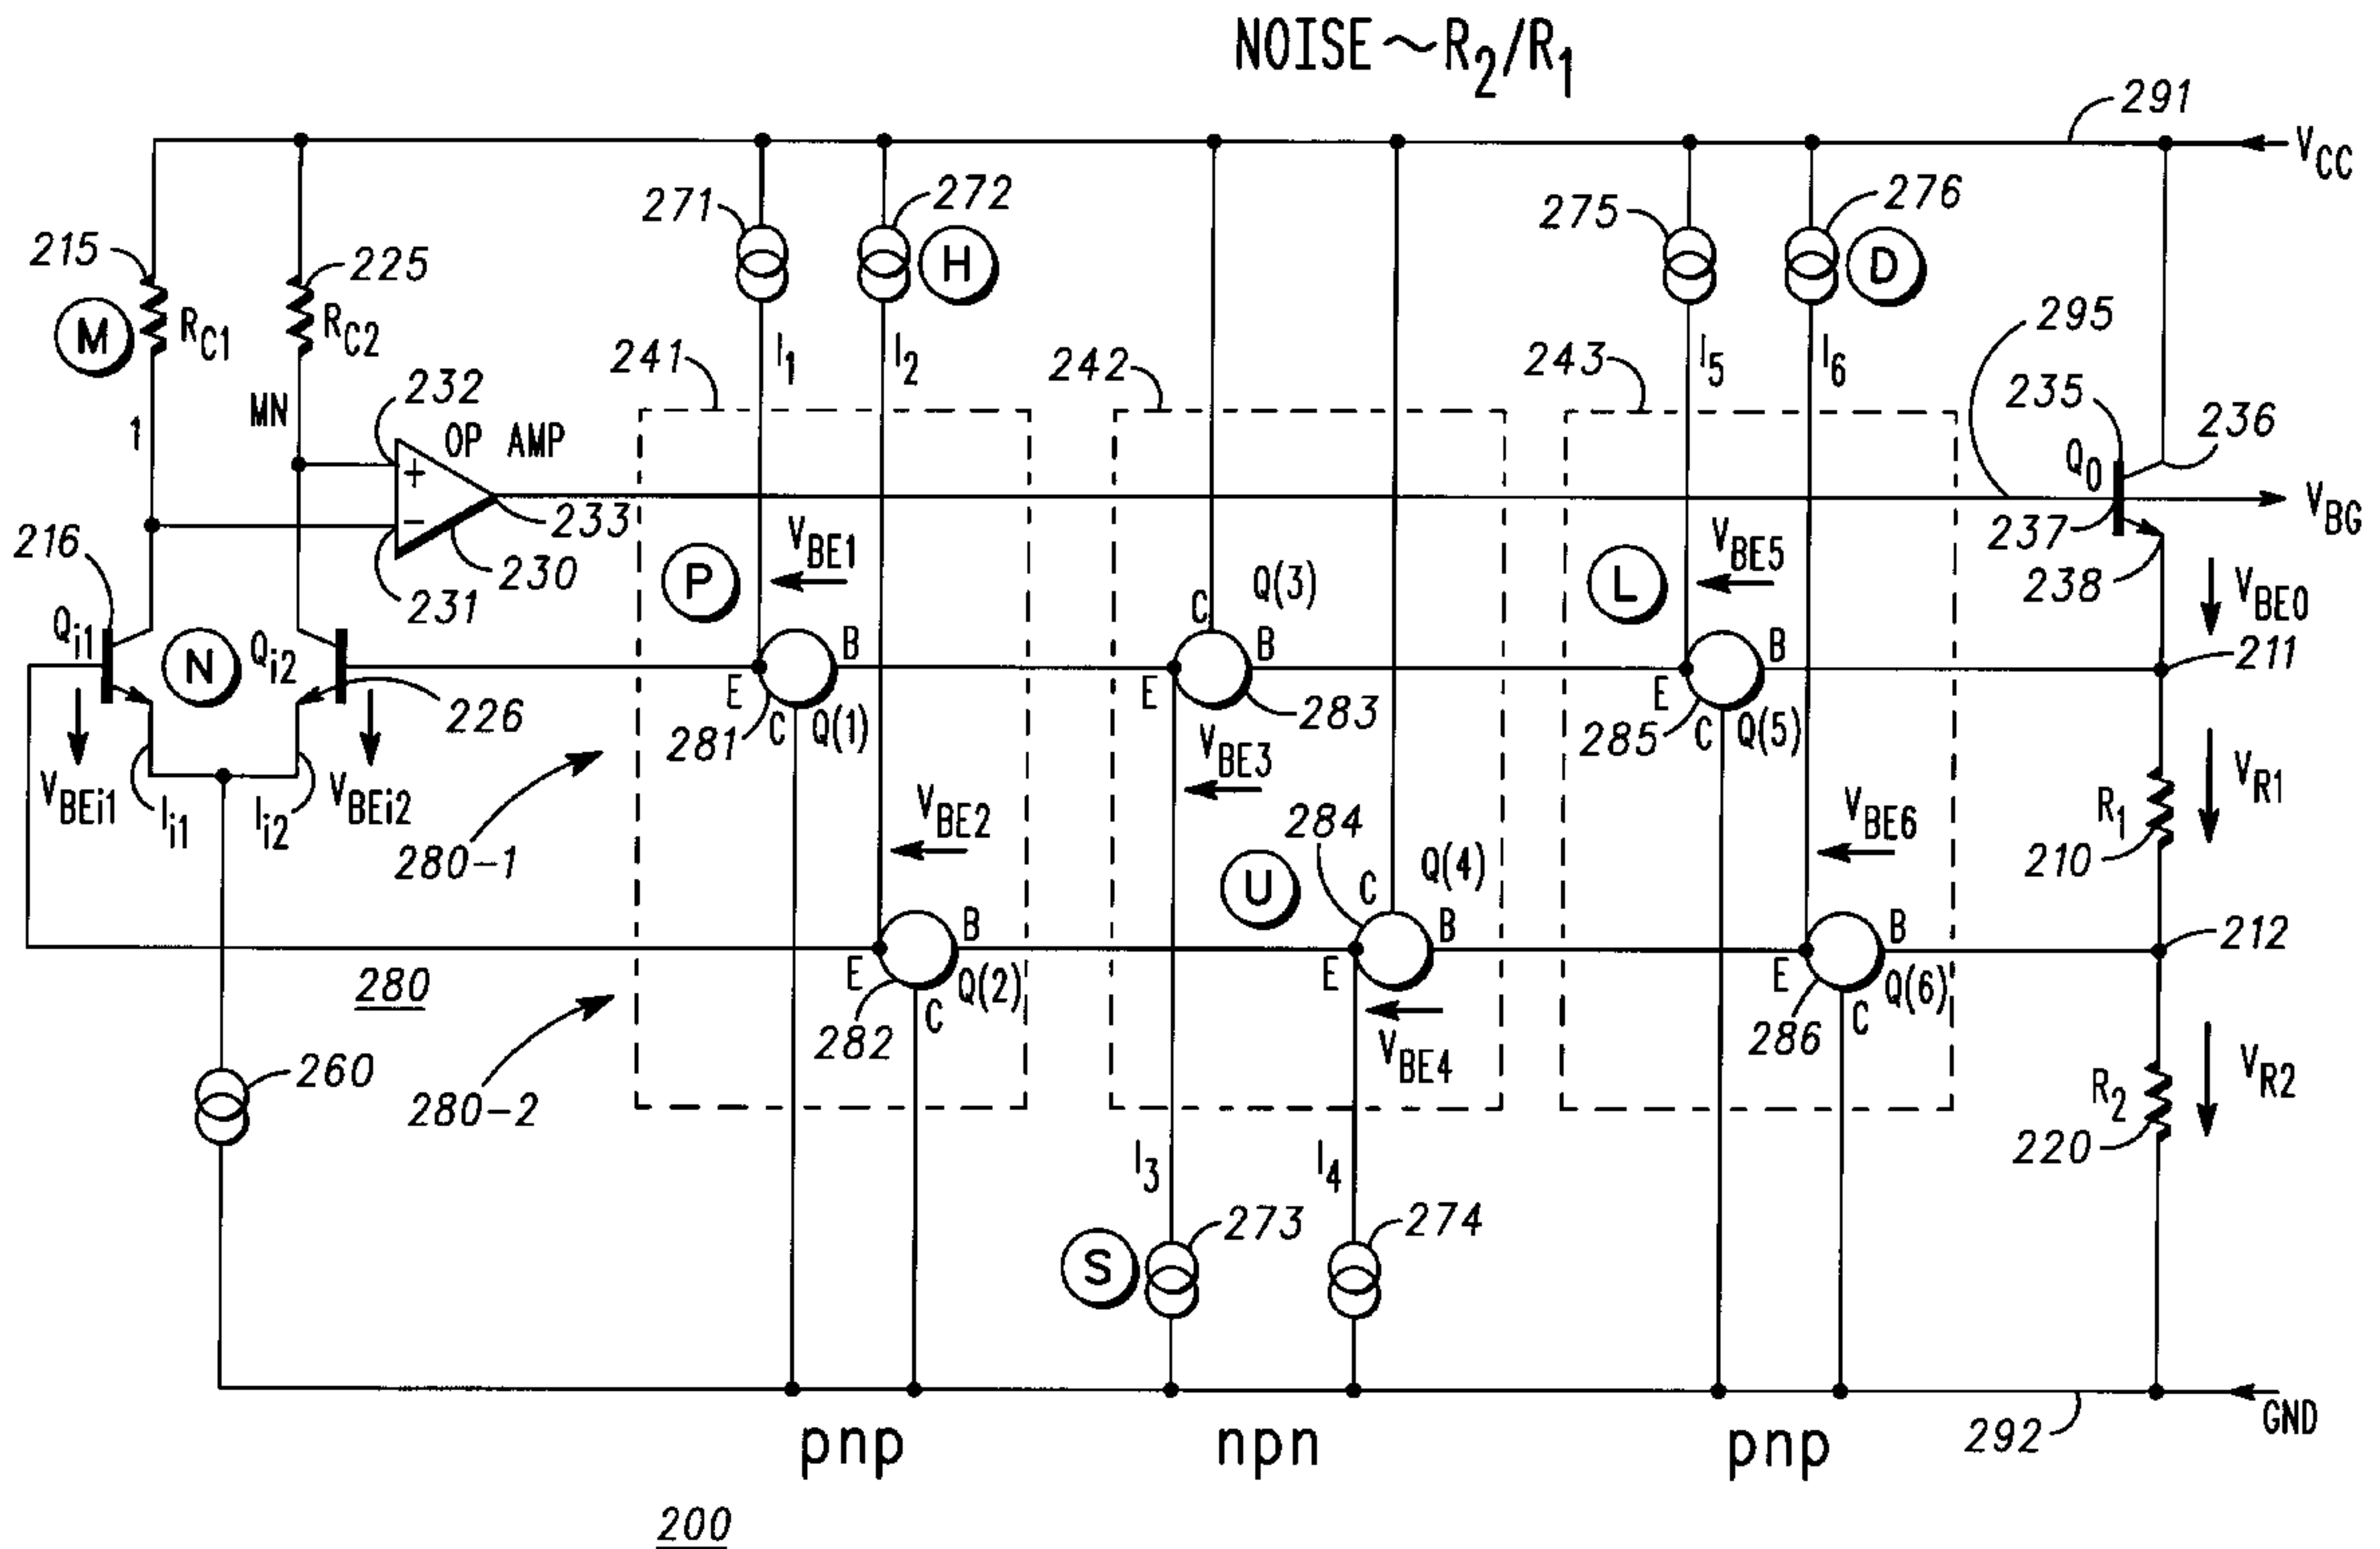 NOISE ~ R2/R1
291
VCC
271
272
H
275
276
D
215
M
RC1
225
RC2
241
I1
I2
242
243
I5
I6
295
235
236
Q0
237
238
VBG
1
MN
232
OP AMP
+
-
233
230
231
216
Qi1
N
Qi2
226
VBEi1
Ii1
Ii2
VBEi2
P
VBE1
E
B
C
Q(1)
281
280-1
VBE2
E
B
C
Q(2)
282
280
280-2
260
C
Q(3)
B
E
283
VBE3
284
U
C
Q(4)
B
E
VBE4
L
VBE5
B
E
C
Q(5)
285
VBE6
B
E
C
Q(6)
286
VBE0
211
R1
210
VR1
212
R2
220
VR2
I3
I4
S
273
274
GND
292
pnp
npn
pnp
200